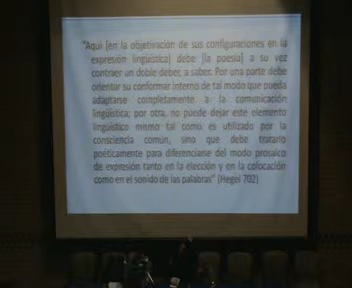 "Aquí [en la objetivación de sus configuraciones en la
expresión lingüística] debe [la poesía] a su vez
contraer un doble deber, a saber. Por una parte debe
orientar su conformar interno de tal modo que pueda
adaptarse completamente a la comunicación
lingüística; por otra, no puede dejar este elemento
lingüístico mismo tal como es utilizado por la
consciencia común, sino que debe tratarlo
poéticamente para diferenciarse del modo prosaico
de expresión tanto en la elección y en la colocación
como en el sonido de las palabras" (Hegel 702)